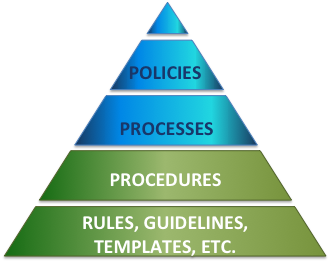 POLICIES
PROCESSES
PROCEDURES
RULES, GUIDELINES,
TEMPLATES, ETC.